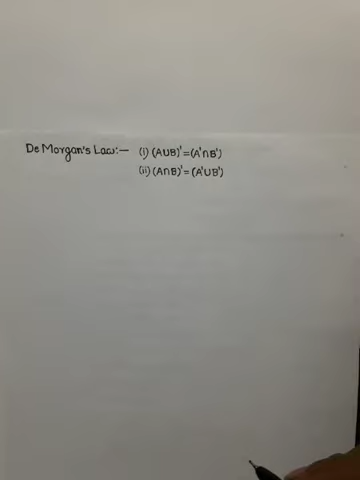 De Morgan's Law:— (i) (A∪B)' = (A'∩B')
(ii) (A∩B)' = (A'∪B')